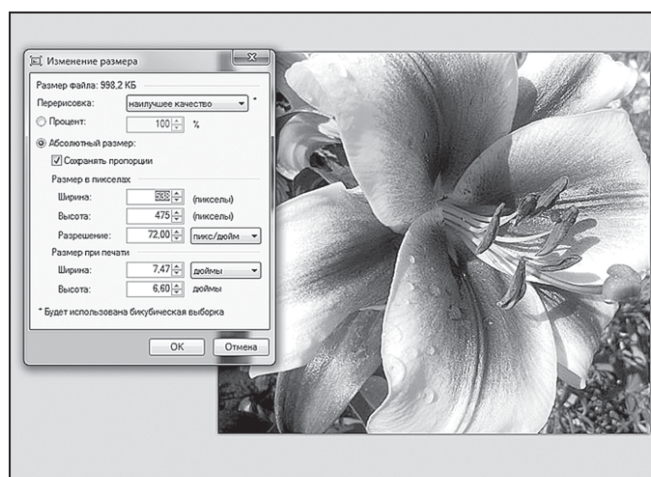 Изменение размера
Размер файла: 998,2 КБ
Перерисовка: наилучшее качество *
Процент: 100 %
Абсолютный размер:
Сохранять пропорции
Размер в пикселах
Ширина: 538 (пикселы)
Высота: 475 (пикселы)
Разрешение: 72,00 пикс/дюйм
Размер при печати
Ширина: 7,47 дюймы
Высота: 6,60 дюймы
* Будет использована бикубическая выборка
OK Отмена